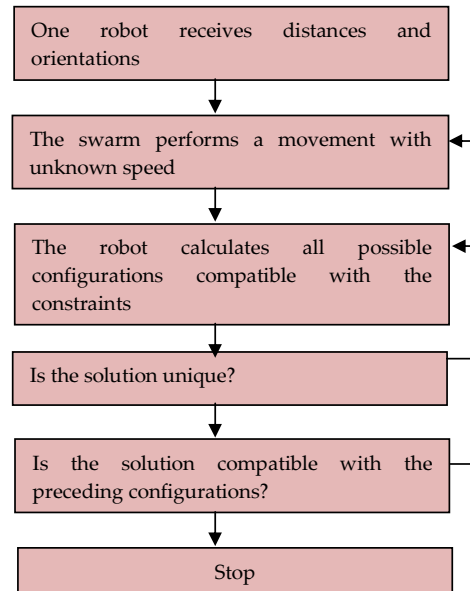 One robot receives distances and
orientations
The swarm performs a movement with
unknown speed
The robot calculates all possible
configurations compatible with the
constraints
Is the solution unique?
Is the solution compatible with the
preceding configurations?
Stop